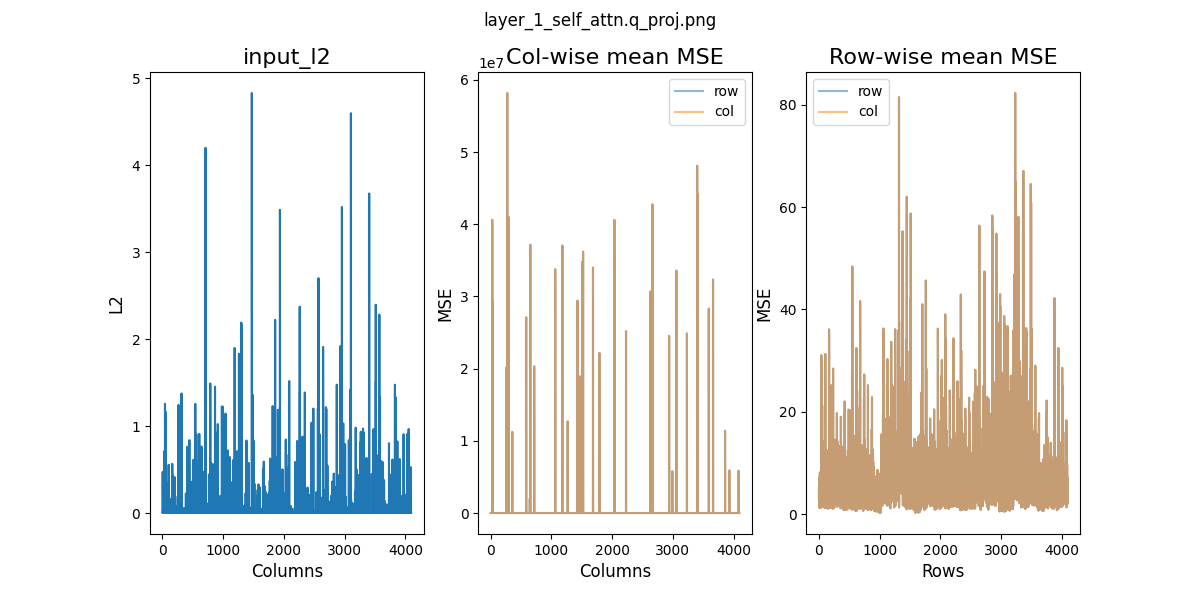 layer_1_self_attn.q_proj.png
input_l2
L2
5
4
3
2
1
0
0 1000 2000 3000 4000
Columns
Col-wise mean MSE
1e7
MSE
6
5
4
3
2
1
0
row
col
0 1000 2000 3000 4000
Columns
Row-wise mean MSE
MSE
80
60
40
20
0
row
col
0 1000 2000 3000 4000
Rows